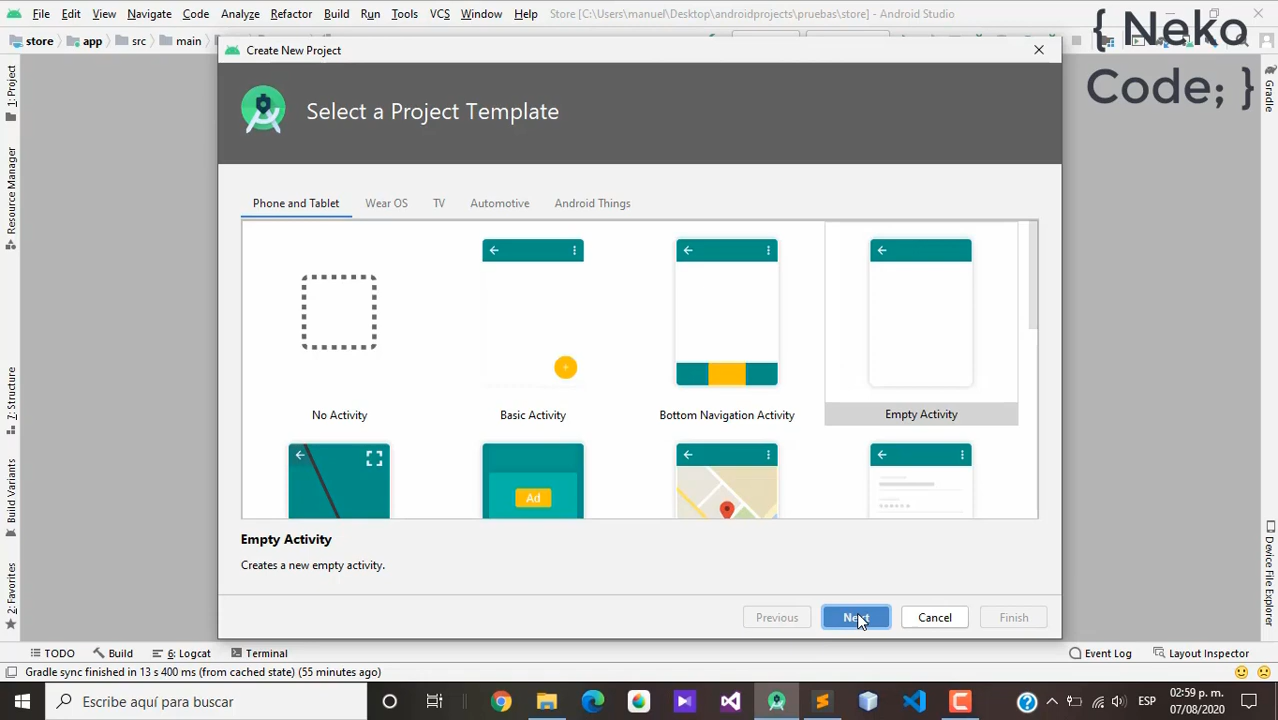 File Edit View Navigate Code Analyze Refactor Build Run Tools VCS Window Help Store [C:\Users\manuel\Desktop\androidprojects\pruebas\store] - Android Studio
{ Neko
Code; }
store app src main
Create New Project
Select a Project Template
Phone and Tablet Wear OS TV Automotive Android Things
No Activity
Basic Activity
Bottom Navigation Activity
Empty Activity
Ad
Empty Activity
Creates a new empty activity.
Previous
Cancel
Finish
1: Project
Resource Manager
Z: Structure
Build Variants
2: Favorites
Gradle
Device File Explorer
TODO Build 6: Logcat Terminal Event Log Layout Inspector
Gradle sync finished in 13 s 400 ms (from cached state) (55 minutes ago)
Escribe aquí para buscar
ESP
02:59 p. m.
07/08/2020